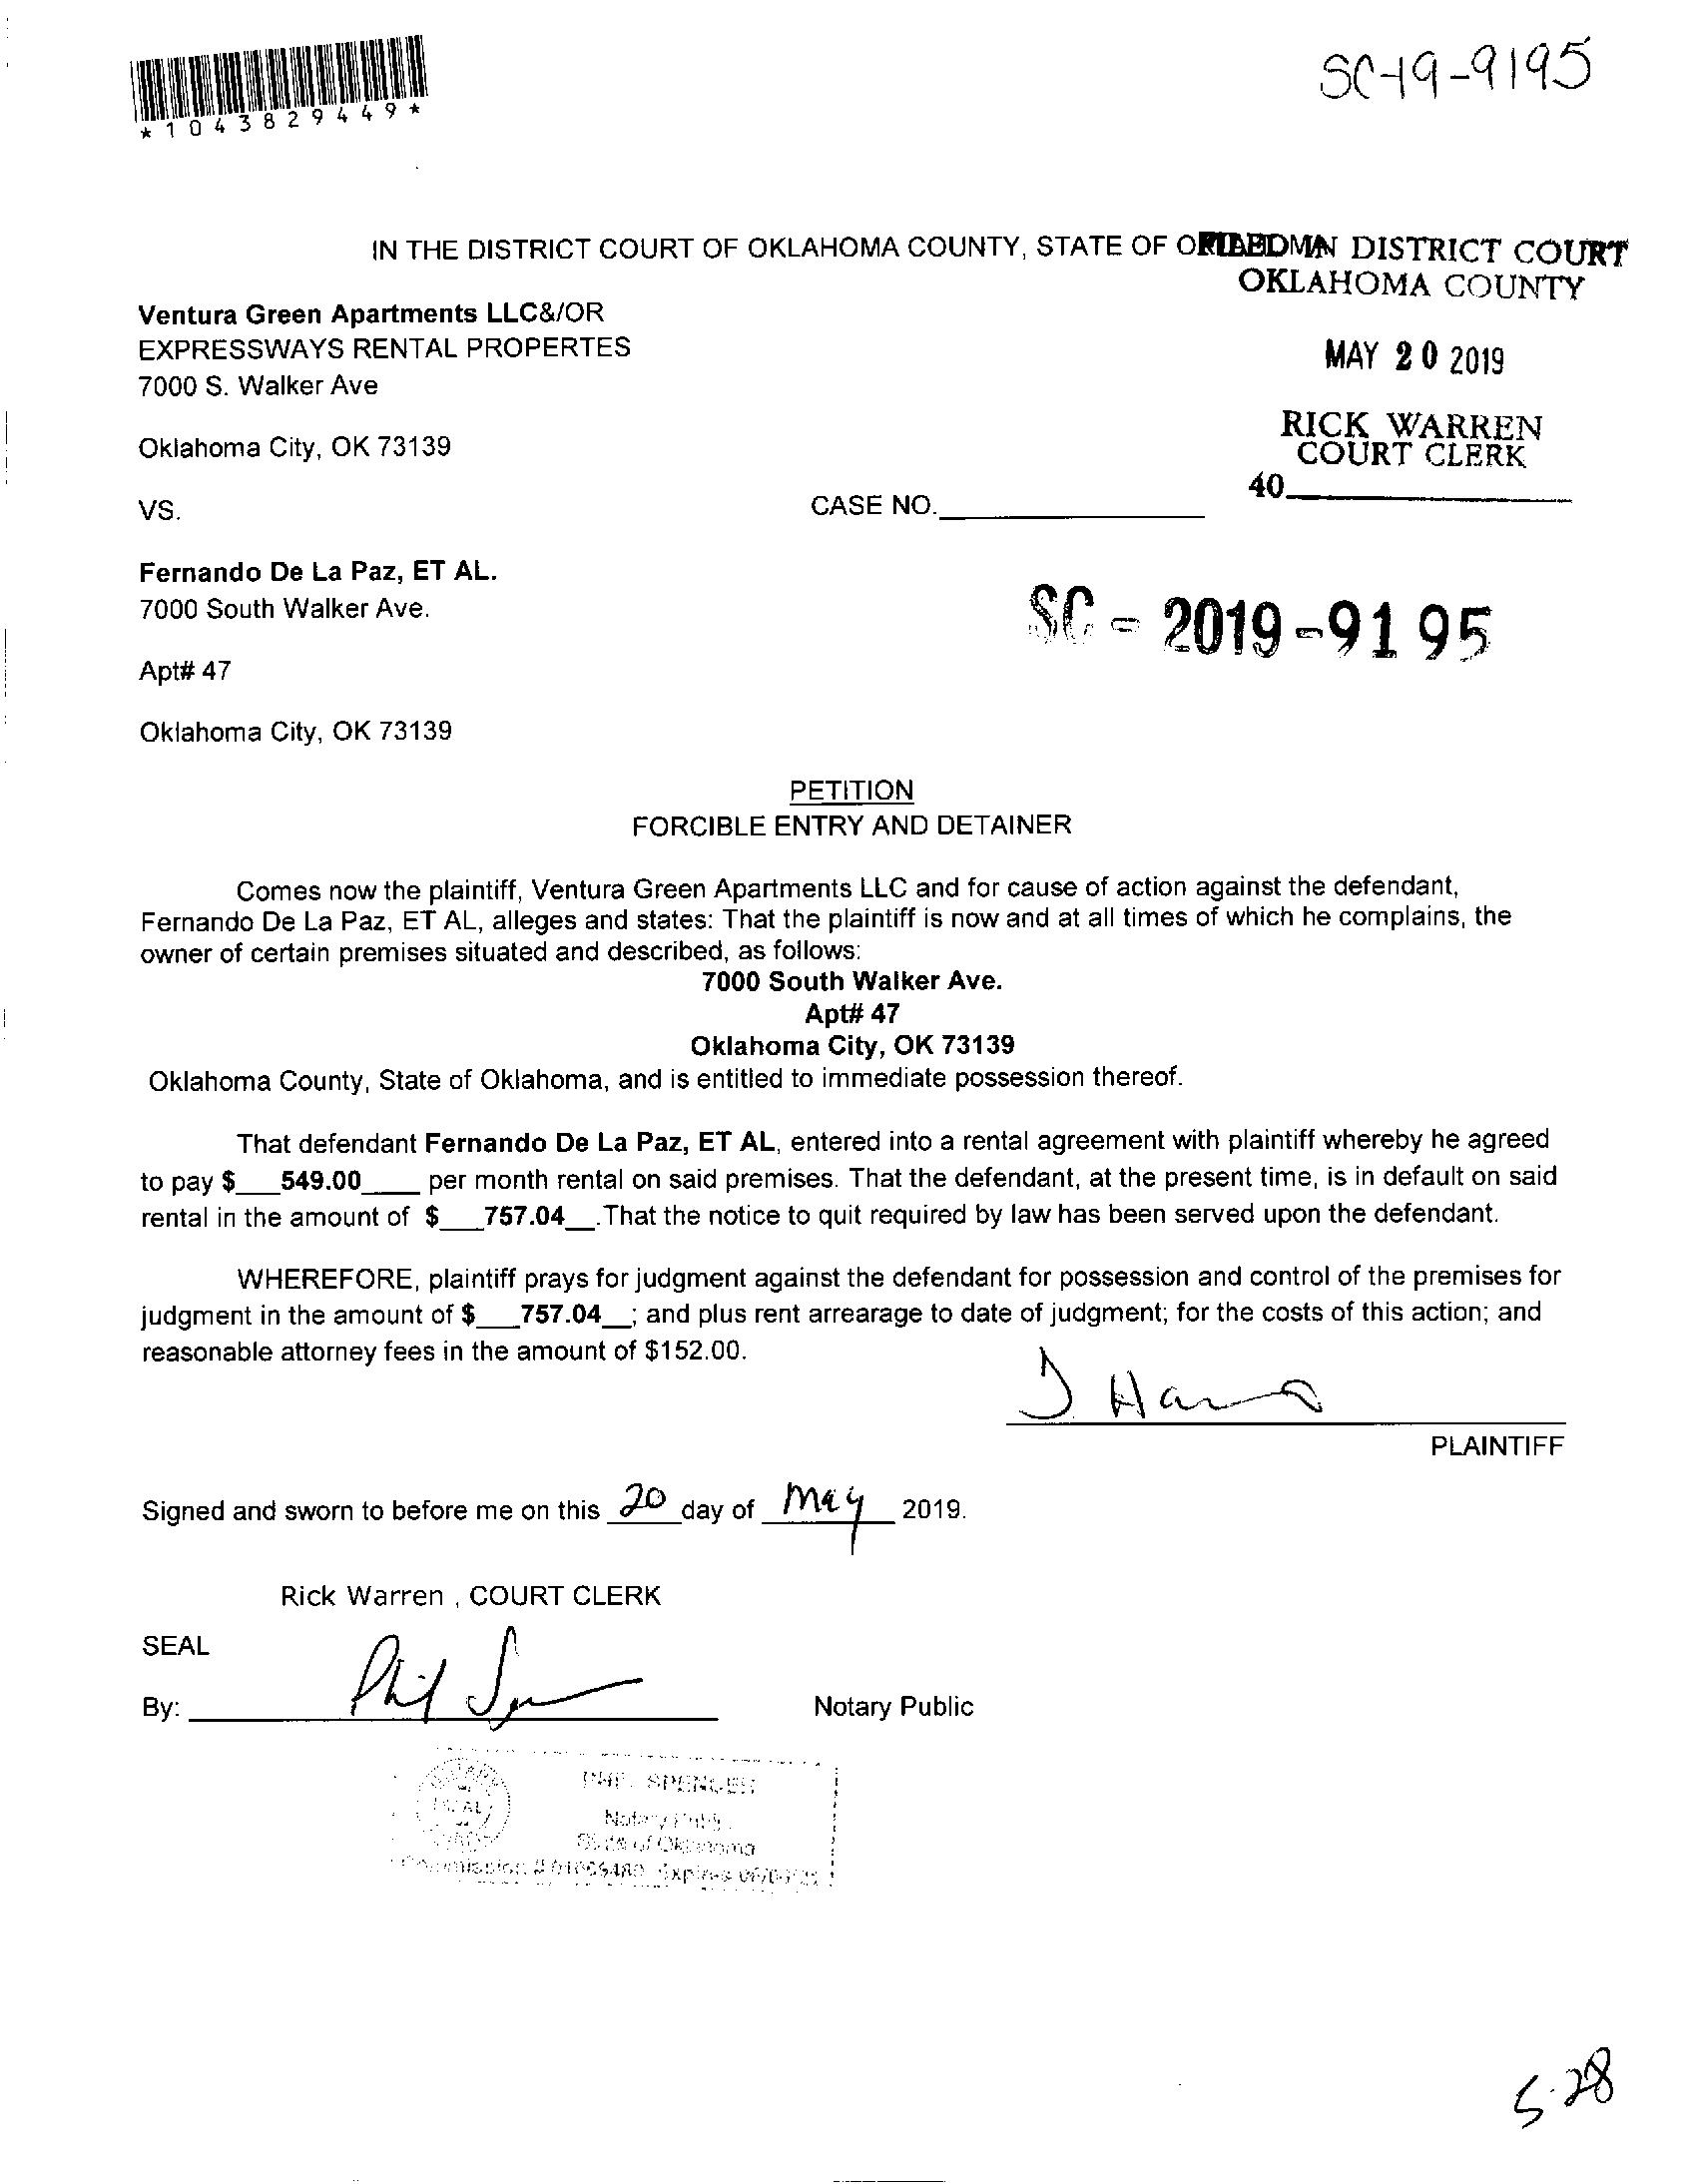 *1043829449*
SC-19-9195
IN THE DISTRICT COURT OF OKLAHOMA COUNTY, STATE OF
FILED IN DISTRICT COURT
OKLAHOMA COUNTY
Ventura Green Apartments LLC&/OR
EXPRESSWAYS RENTAL PROPERTES
7000 S. Walker Ave
MAY 20 2019
RICK WARREN
COURT CLERK
Oklahoma City, OK 73139
40
VS.
CASE NO.
Fernando De La Paz, ET AL.
7000 South Walker Ave.
SC - 2019-9195
Apt# 47
Oklahoma City, OK 73139
PETITION
FORCIBLE ENTRY AND DETAINER
Comes now the plaintiff, Ventura Green Apartments LLC and for cause of action against the defendant,
Fernando De La Paz, ET AL, alleges and states: That the plaintiff is now and at all times of which he complains, the
owner of certain premises situated and described, as follows:
7000 South Walker Ave.
Apt# 47
Oklahoma City, OK 73139
Oklahoma County, State of Oklahoma, and is entitled to immediate possession thereof.
That defendant Fernando De La Paz, ET AL, entered into a rental agreement with plaintiff whereby he agreed
to pay $___549.00____ per month rental on said premises. That the defendant, at the present time, is in default on said
rental in the amount of $___757.04__.That the notice to quit required by law has been served upon the defendant.
WHEREFORE, plaintiff prays for judgment against the defendant for possession and control of the premises for
judgment in the amount of $___757.04__; and plus rent arrearage to date of judgment; for the costs of this action; and
reasonable attorney fees in the amount of $152.00.
PLAINTIFF
Signed and sworn to before me on this 20 day of May 2019.
Rick Warren , COURT CLERK
SEAL
By: Phil
Notary Public
SPENCER
Notary Public
State of Oklahoma
Commission # Expires
5-28